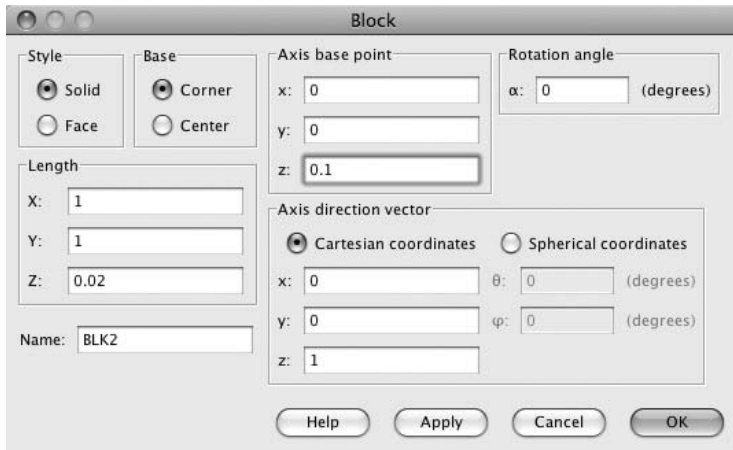 Block
Style
Solid
Face
Base
Corner
Center
Axis base point
x: 0
y: 0
z: 0.1
Rotation angle
α: 0 (degrees)
Length
X: 1
Y: 1
Z: 0.02
Axis direction vector
Cartesian coordinates Spherical coordinates
x: 0 θ: 0 (degrees)
y: 0 φ: 0 (degrees)
z: 1
Name: BLK2
Help Apply Cancel OK